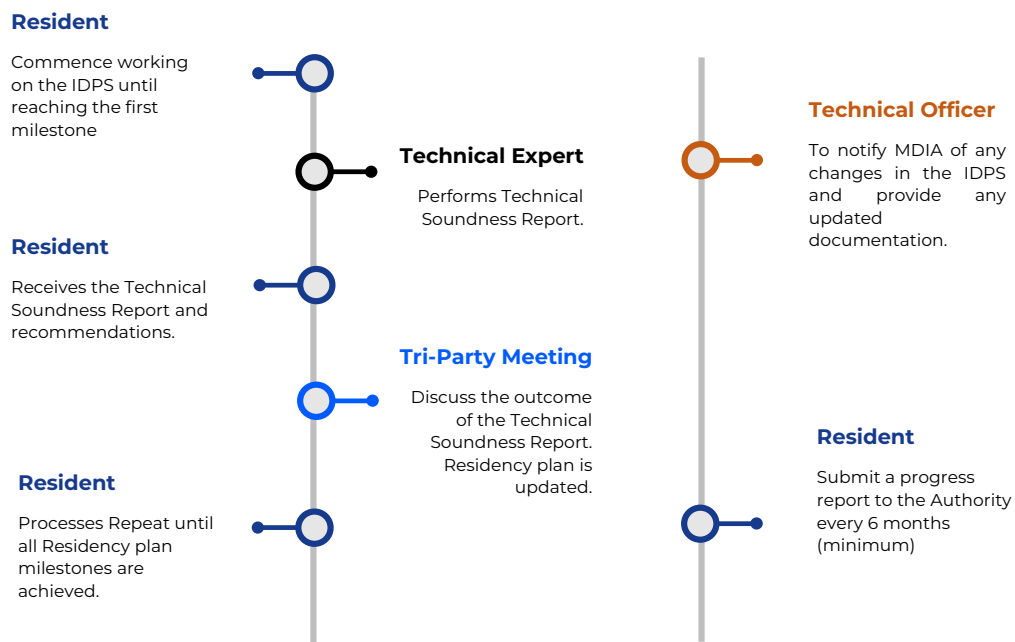 Resident
Commence working
on the IDPS until
reaching the first
milestone
Technical Expert
Performs Technical
Soundness Report.
Resident
Receives the Technical
Soundness Report and
recommendations.
Tri-Party Meeting
Discuss the outcome
of the Technical
Soundness Report.
Residency plan is
updated.
Resident
Processes Repeat until
all Residency plan
milestones are
achieved.
Technical Officer
To notify MDIA of any
changes in the IDPS
and provide any
updated
documentation.
Resident
Submit a progress
report to the Authority
every 6 months
(minimum)